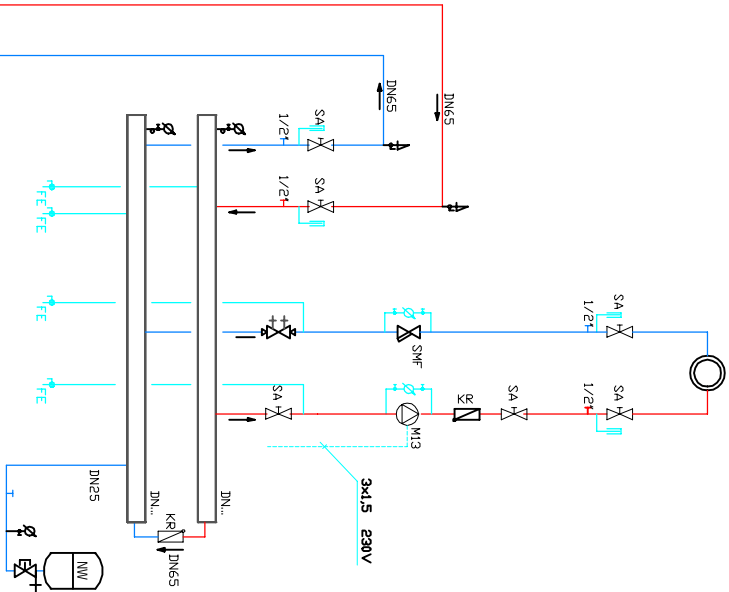 DN65
DN65
SA
1/2"
SA
1/2"
FE
FE
FE
FE
SMF
SA
1/2"
SA
M13
KR
SA
SA
1/2"
3x1,5 230V
DN25
DN...
DN...
KR
DN65
NW